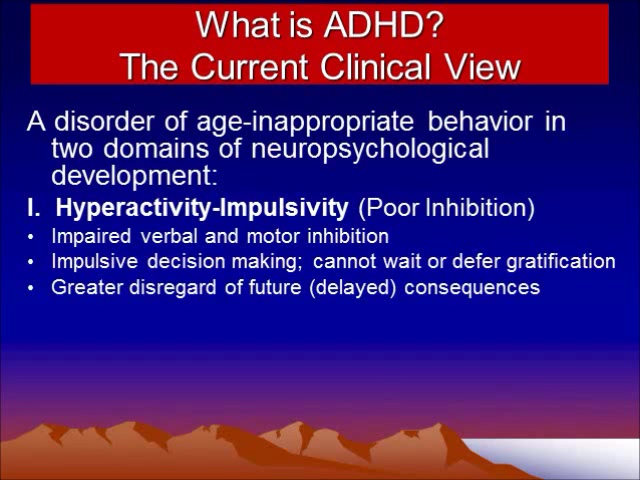 What is ADHD?
The Current Clinical View
A disorder of age-inappropriate behavior in
two domains of neuropsychological
development:
I. Hyperactivity-Impulsivity (Poor Inhibition)
• Impaired verbal and motor inhibition
• Impulsive decision making; cannot wait or defer gratification
• Greater disregard of future (delayed) consequences